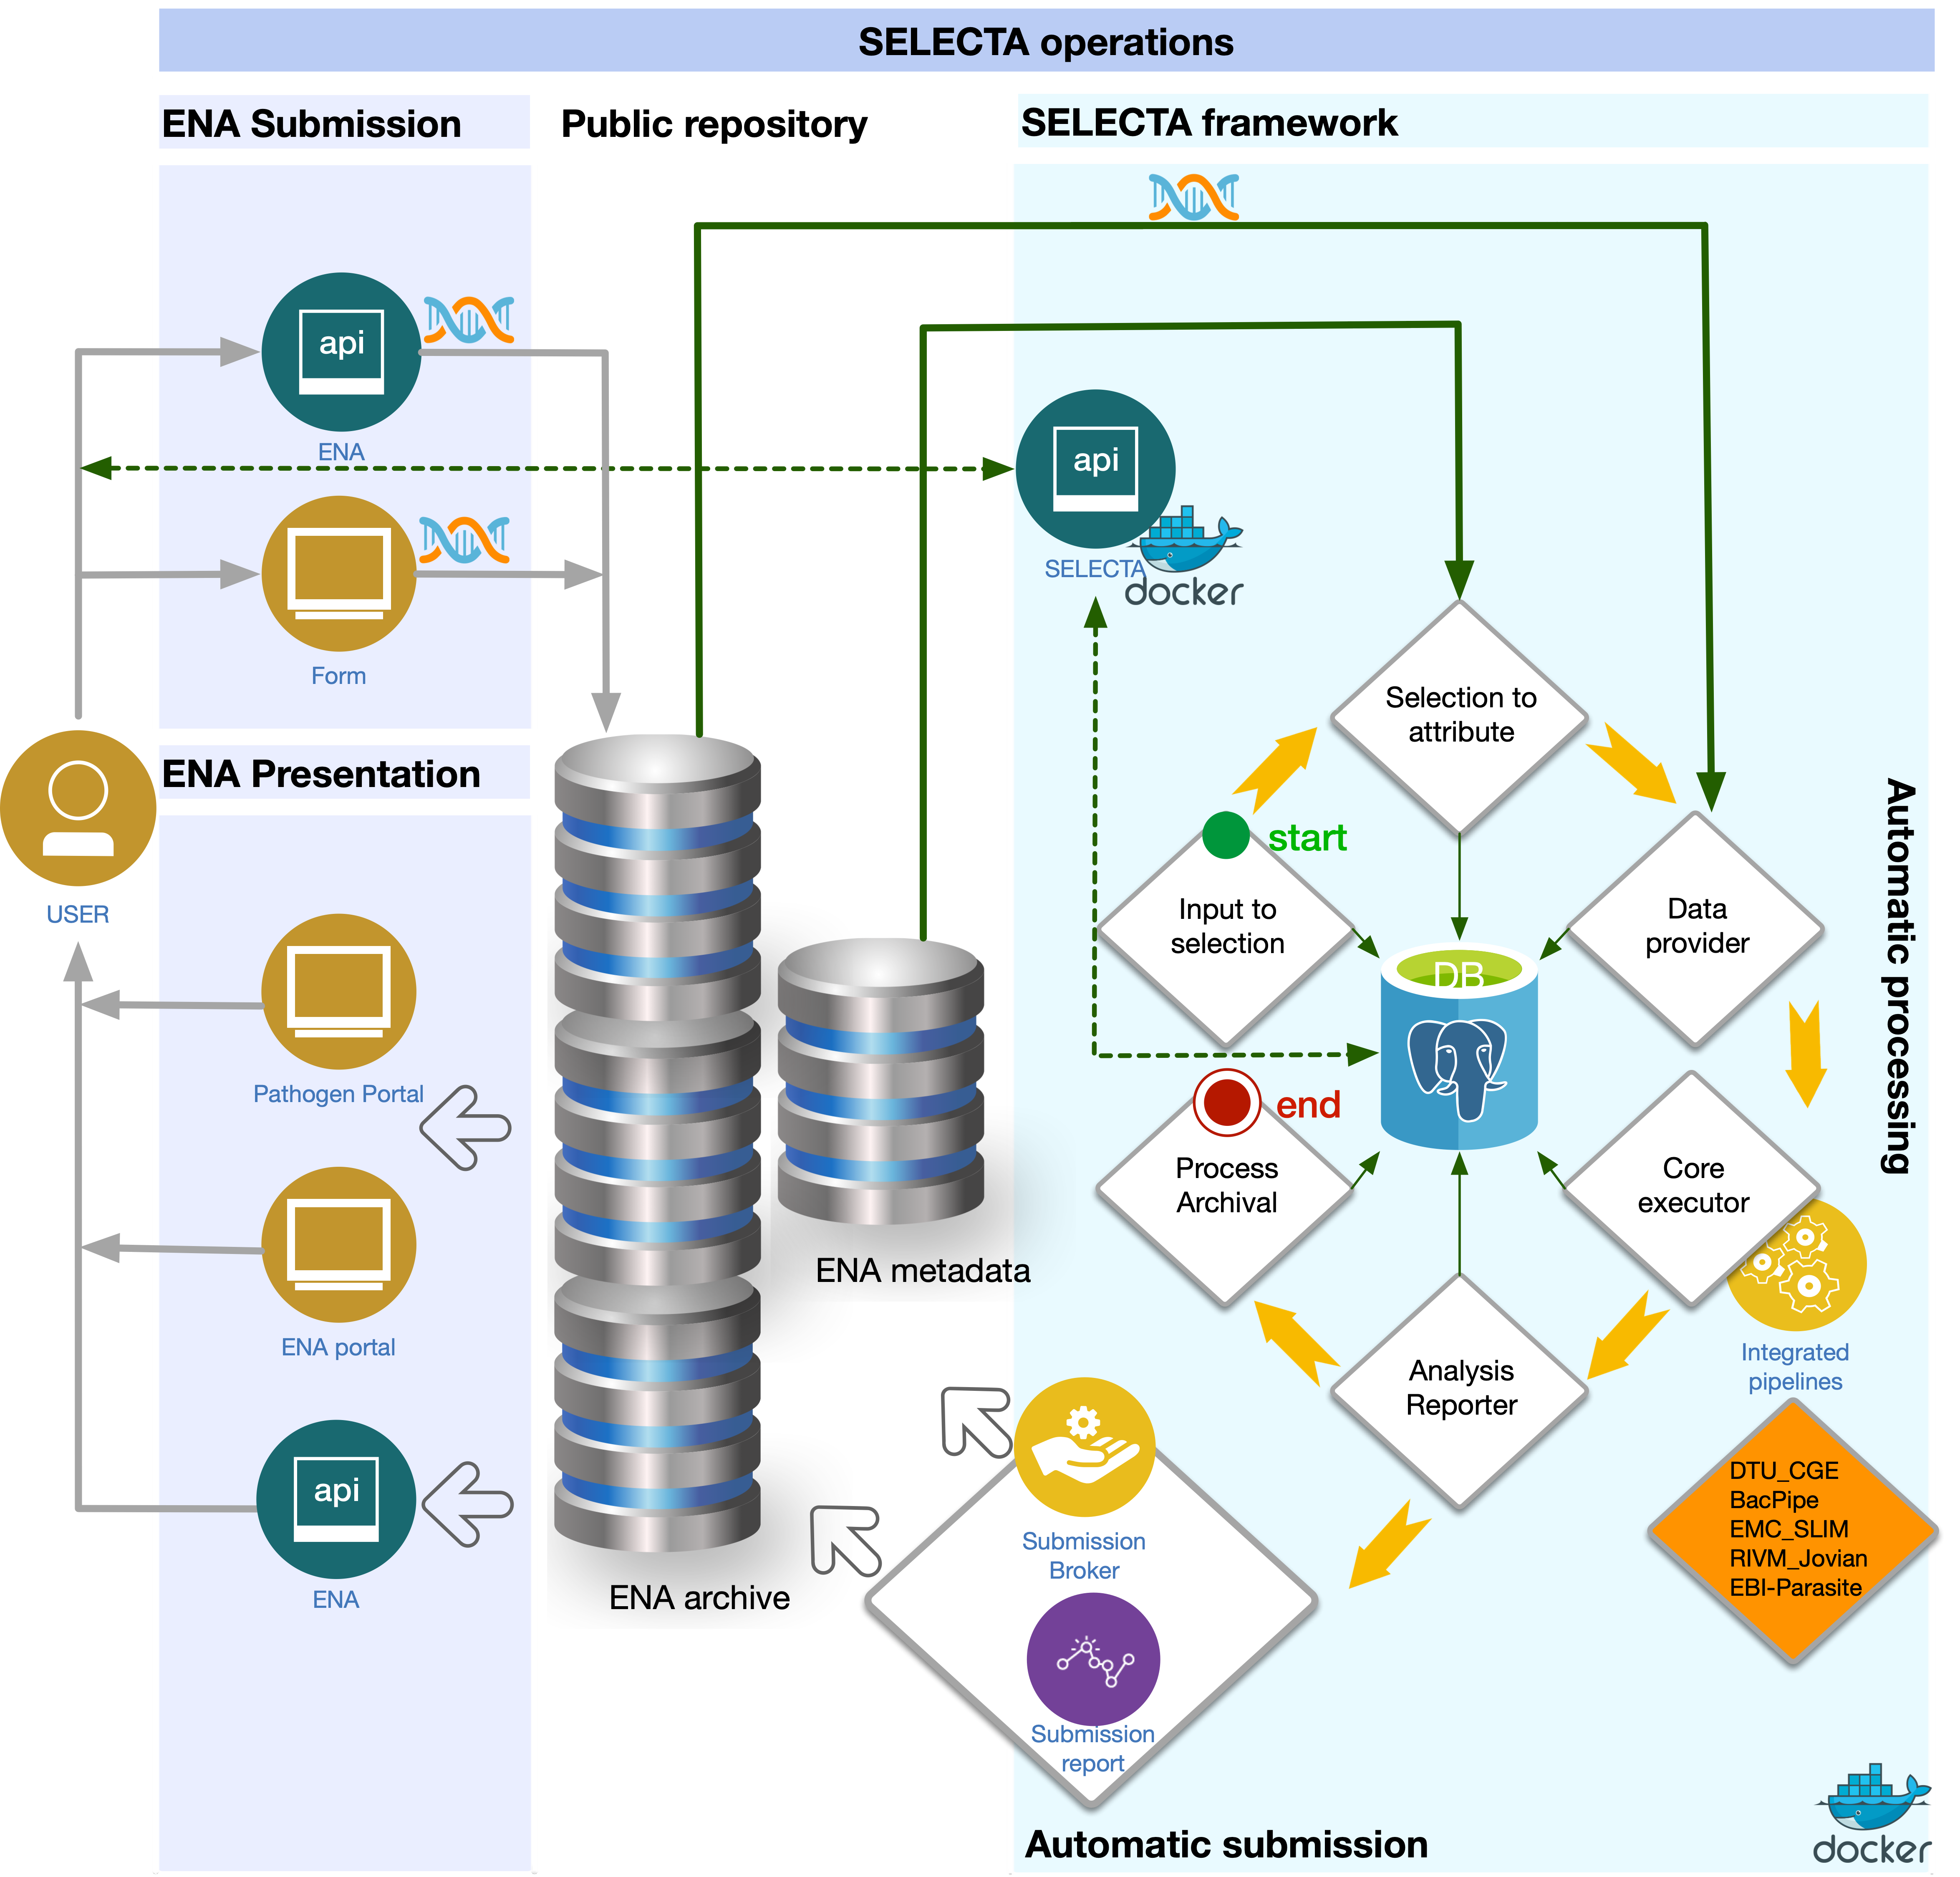 SELECTA operations
ENA Submission
Public repository
SELECTA framework
api
ENA
Form
USER
ENA Presentation
Pathogen Portal
ENA portal
api
ENA
ENA archive
ENA metadata
api
SELECTA
docker
Selection to
attribute
start
Input to
selection
Data
provider
DB
Automatic processing
end
Process
Archival
Core
executor
Integrated
pipelines
Analysis
Reporter
DTU_CGE
BacPipe
EMC_SLIM
RIVM_Jovian
EBI-Parasite
Submission
Broker
Submission
report
Automatic submission
docker